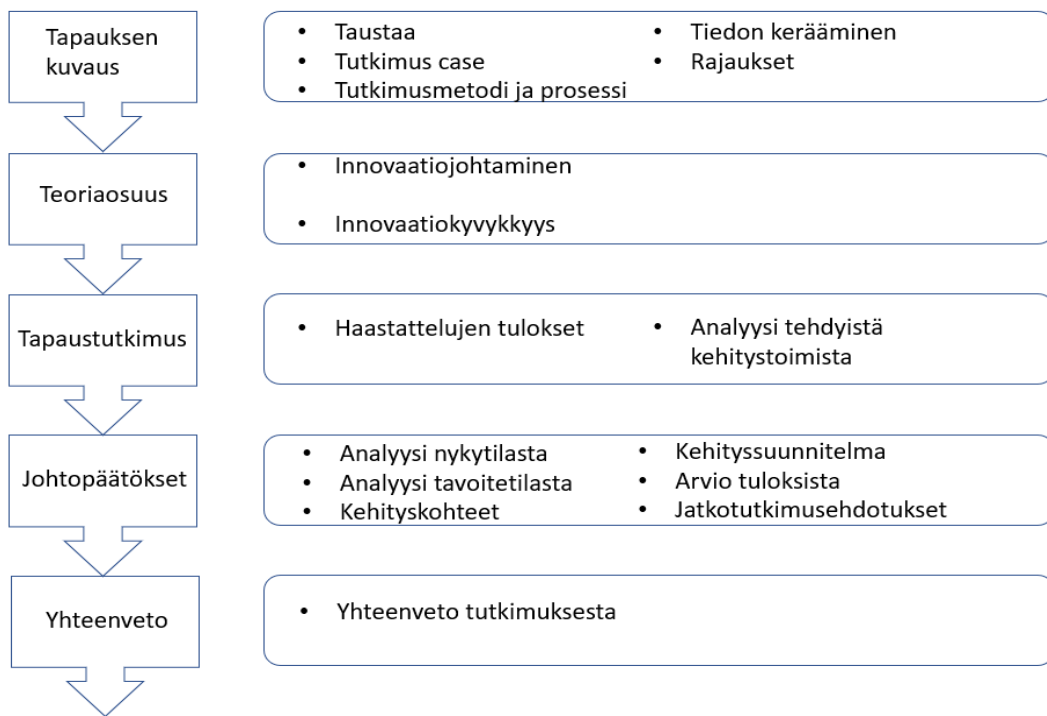 Tapauksen
kuvaus
• Taustaa
• Tutkimus case
• Tutkimusmetodi ja prosessi
• Tiedon kerääminen
• Rajaukset
Teoriaosuus
• Innovaatiojohtaminen
• Innovaatiokyvykkyys
Tapaustutkimus
• Haastattelujen tulokset
• Analyysi tehdyistä
kehitystoimista
Johtopäätökset
• Analyysi nykytilasta
• Analyysi tavoitetilasta
• Kehityskohteet
• Kehityssuunnitelma
• Arvio tuloksista
• Jatkotutkimusehdotukset
Yhteenveto
• Yhteenveto tutkimuksesta